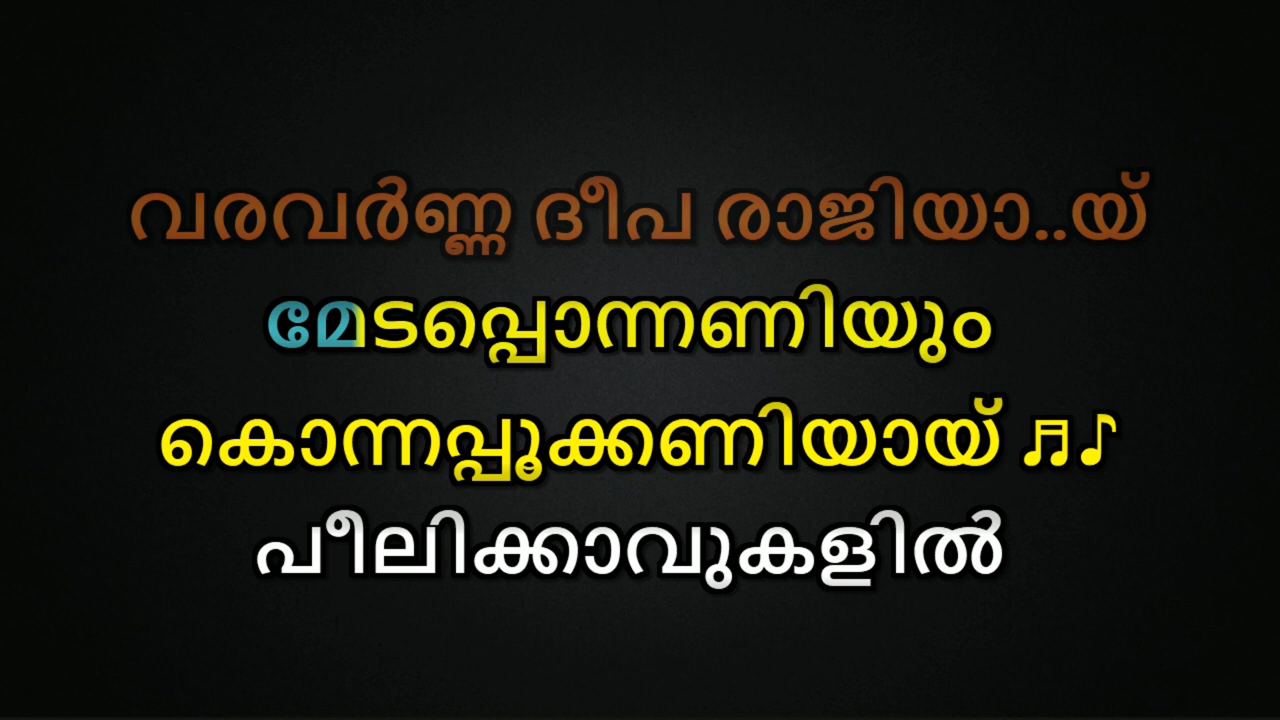 വരവർണ്ണ ദീപ രാജിയാ..യ്
മേടപ്പൊന്നണിയും
കൊന്നപ്പൂക്കണിയായ് ♬♪
പീലിക്കാവുകളിൽ